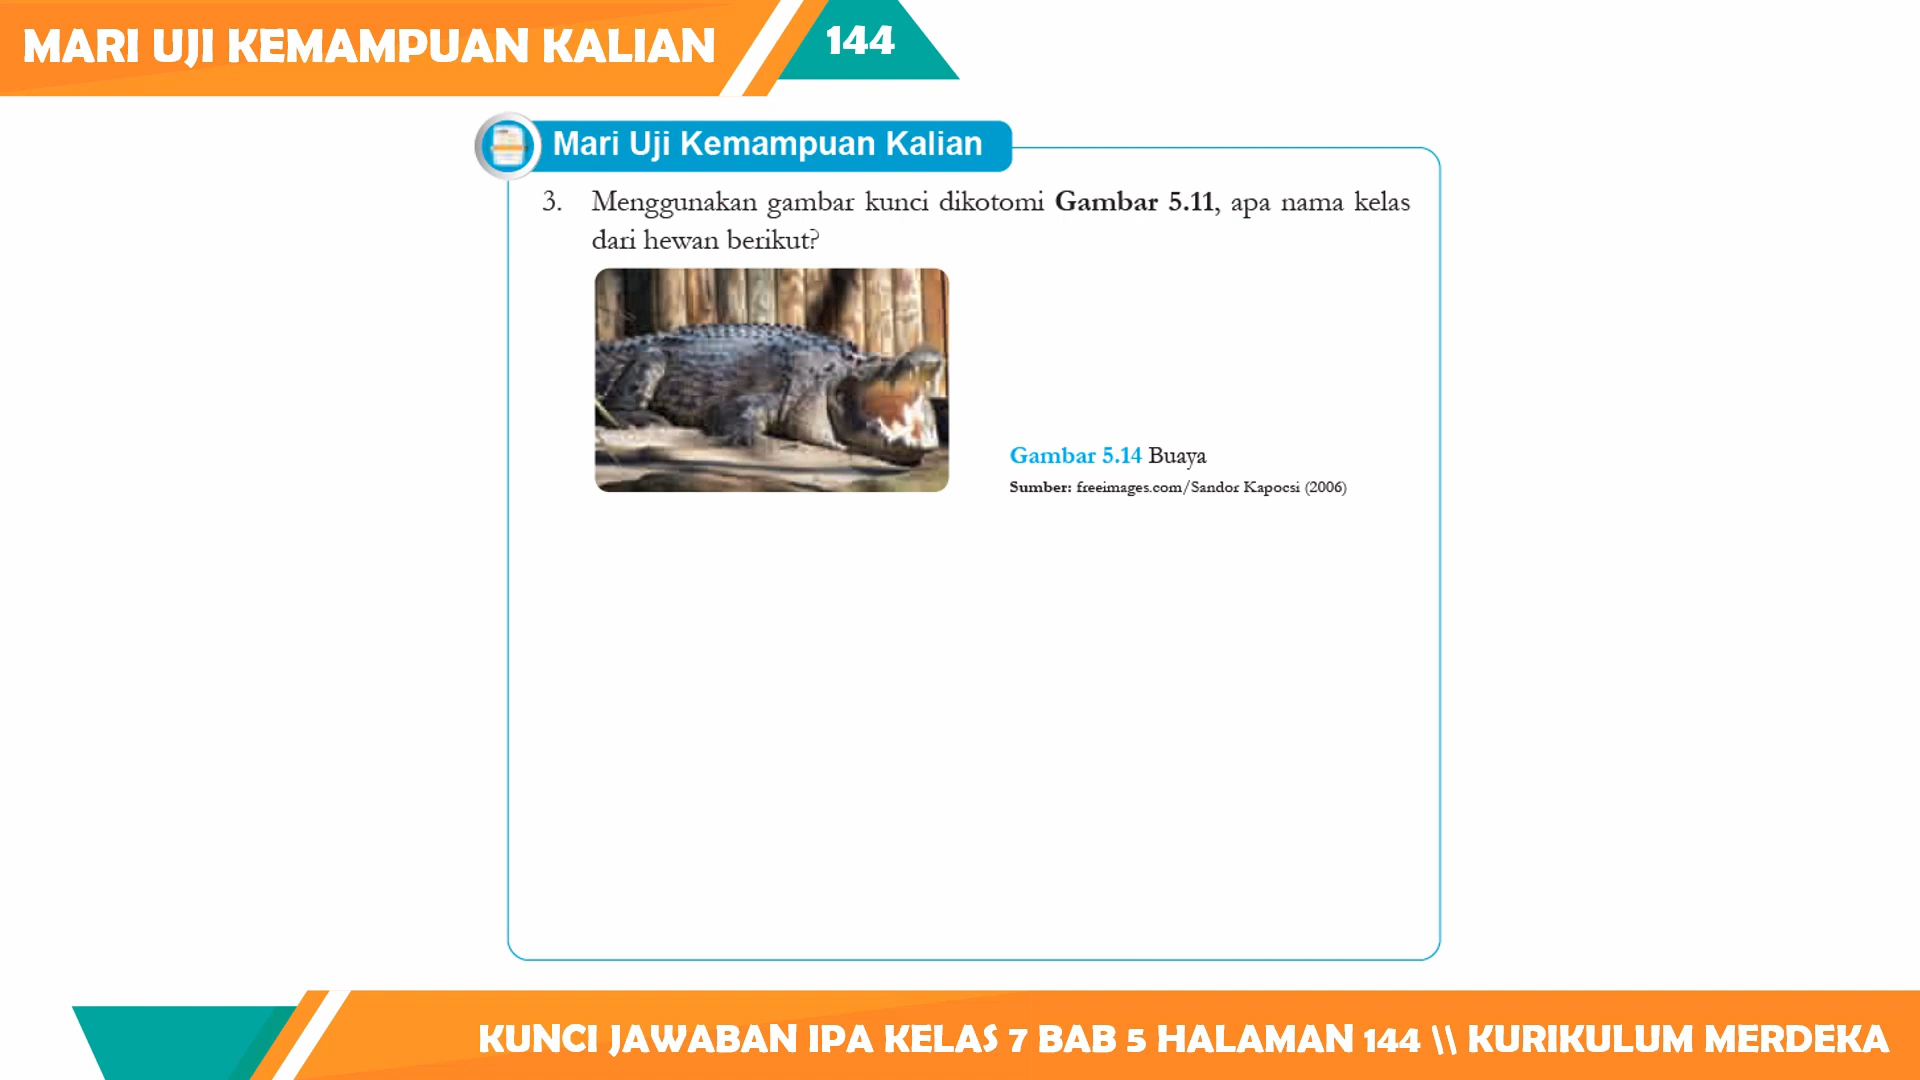 MARI UJI KEMAMPUAN KALIAN
144
Mari Uji Kemampuan Kalian
3. Menggunakan gambar kunci dikotomi Gambar 5.11, apa nama kelas
dari hewan berikut?
Gambar 5.14 Buaya
Sumber: freeimages.com/Sandor Kapocsi (2006)
KUNCI JAWABAN IPA KELAS 7 BAB 5 HALAMAN 144 \\ KURIKULUM MERDEKA